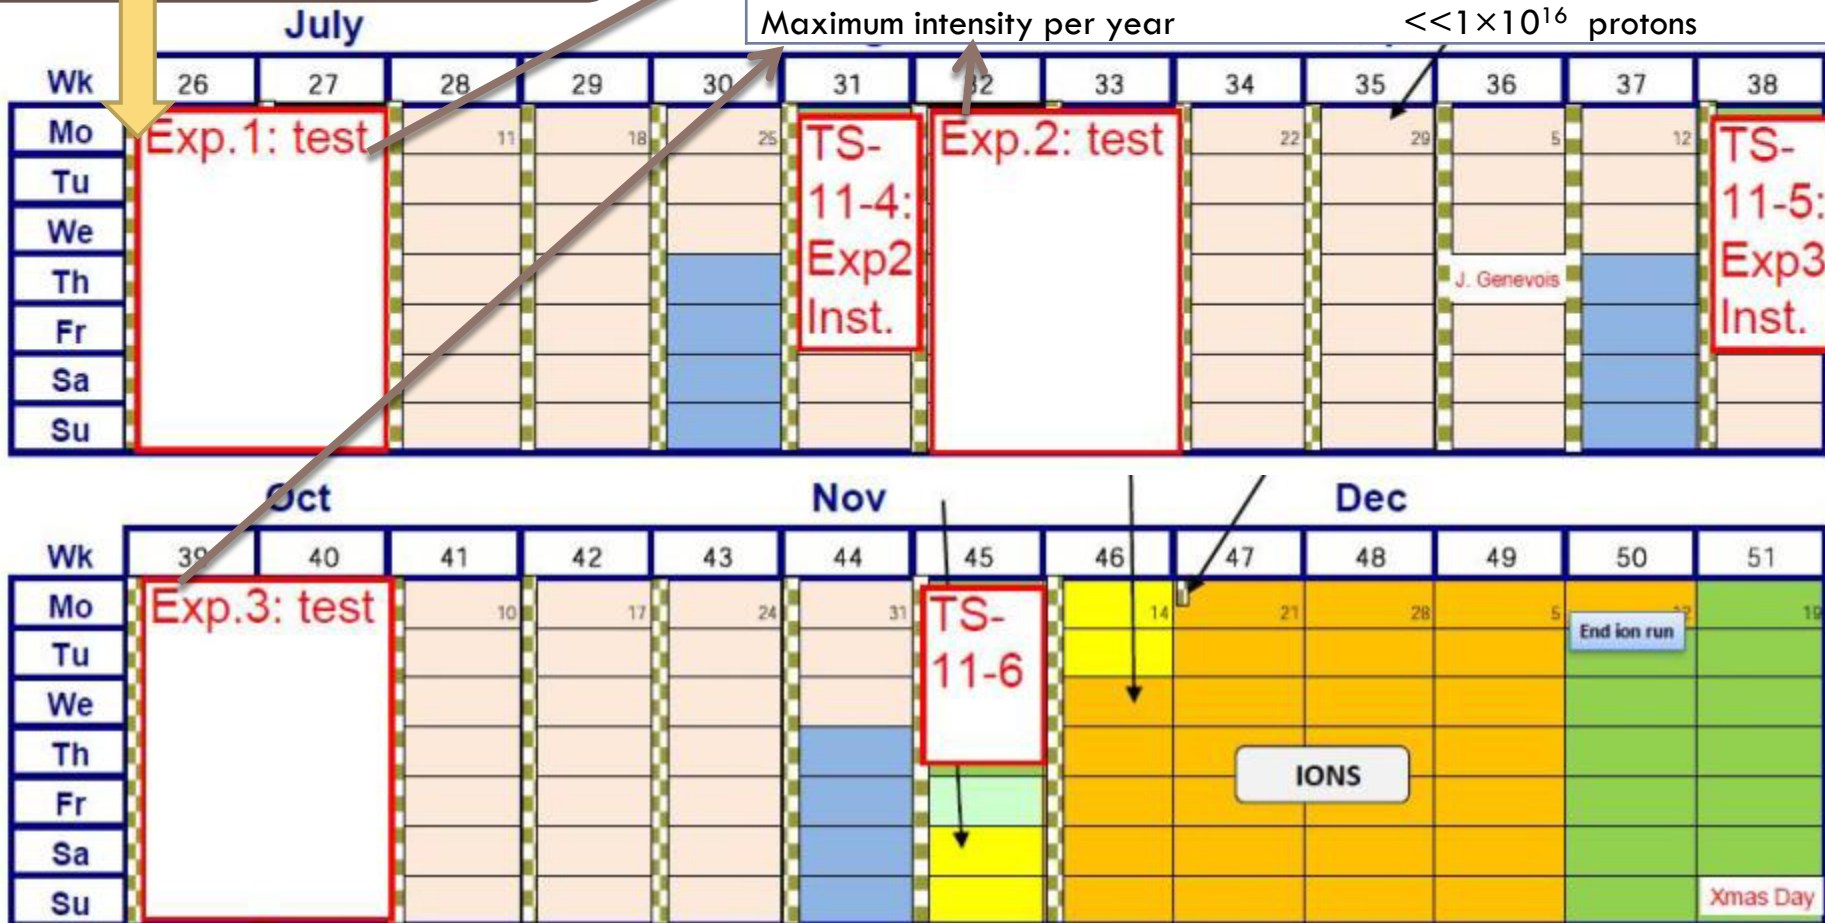 Maximum intensity per year <<1×10¹⁶ protons
July
Wk 26 27 28 29 30 31 32 33 34 35 36 37 38
Mo Exp.1: test 11 18 25 TS- Exp.2: test 22 29 5 12 TS-
Tu 11-4: 11-5:
We Exp2 Exp3
Th Inst. J. Genevois Inst.
Fr
Sa
Su
Oct Nov Dec
Wk 39 40 41 42 43 44 45 46 47 48 49 50 51
Mo Exp.3: test 10 17 24 31 TS- 14 21 28 5 12 19
Tu 11-6 End ion run
We
Th IONS
Fr
Sa
Su Xmas Day